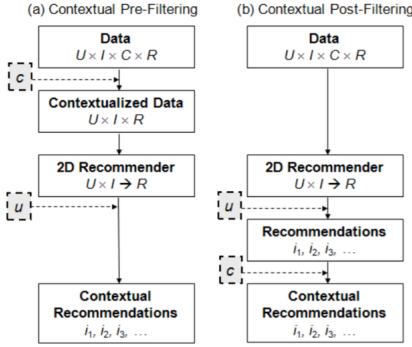 (a) Contextual Pre-Filtering
Data
U × I × C × R
c
Contextualized Data
U × I × R
2D Recommender
U × I → R
u
Contextual
Recommendations
i₁, i₂, i₃, …
(b) Contextual Post-Filtering
Data
U × I × C × R
2D Recommender
U × I → R
u
Recommendations
i₁, i₂, i₃, …
c
Contextual
Recommendations
i₁, i₂, i₃, …